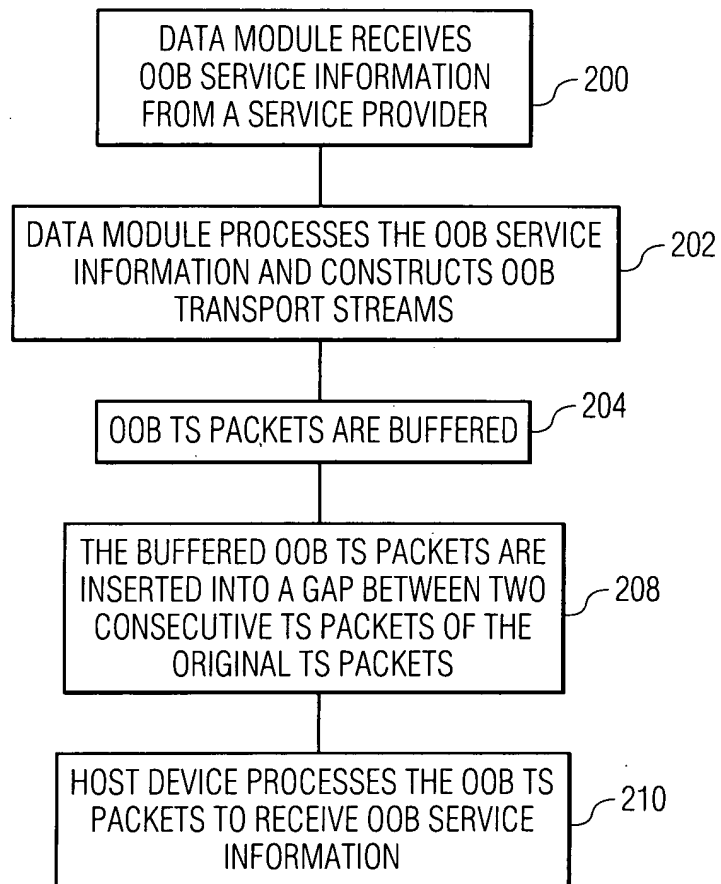 DATA MODULE RECEIVES
OOB SERVICE INFORMATION
FROM A SERVICE PROVIDER
200
DATA MODULE PROCESSES THE OOB SERVICE
INFORMATION AND CONSTRUCTS OOB
TRANSPORT STREAMS
202
OOB TS PACKETS ARE BUFFERED
204
THE BUFFERED OOB TS PACKETS ARE
INSERTED INTO A GAP BETWEEN TWO
CONSECUTIVE TS PACKETS OF THE
ORIGINAL TS PACKETS
208
HOST DEVICE PROCESSES THE OOB TS
PACKETS TO RECEIVE OOB SERVICE
INFORMATION
210